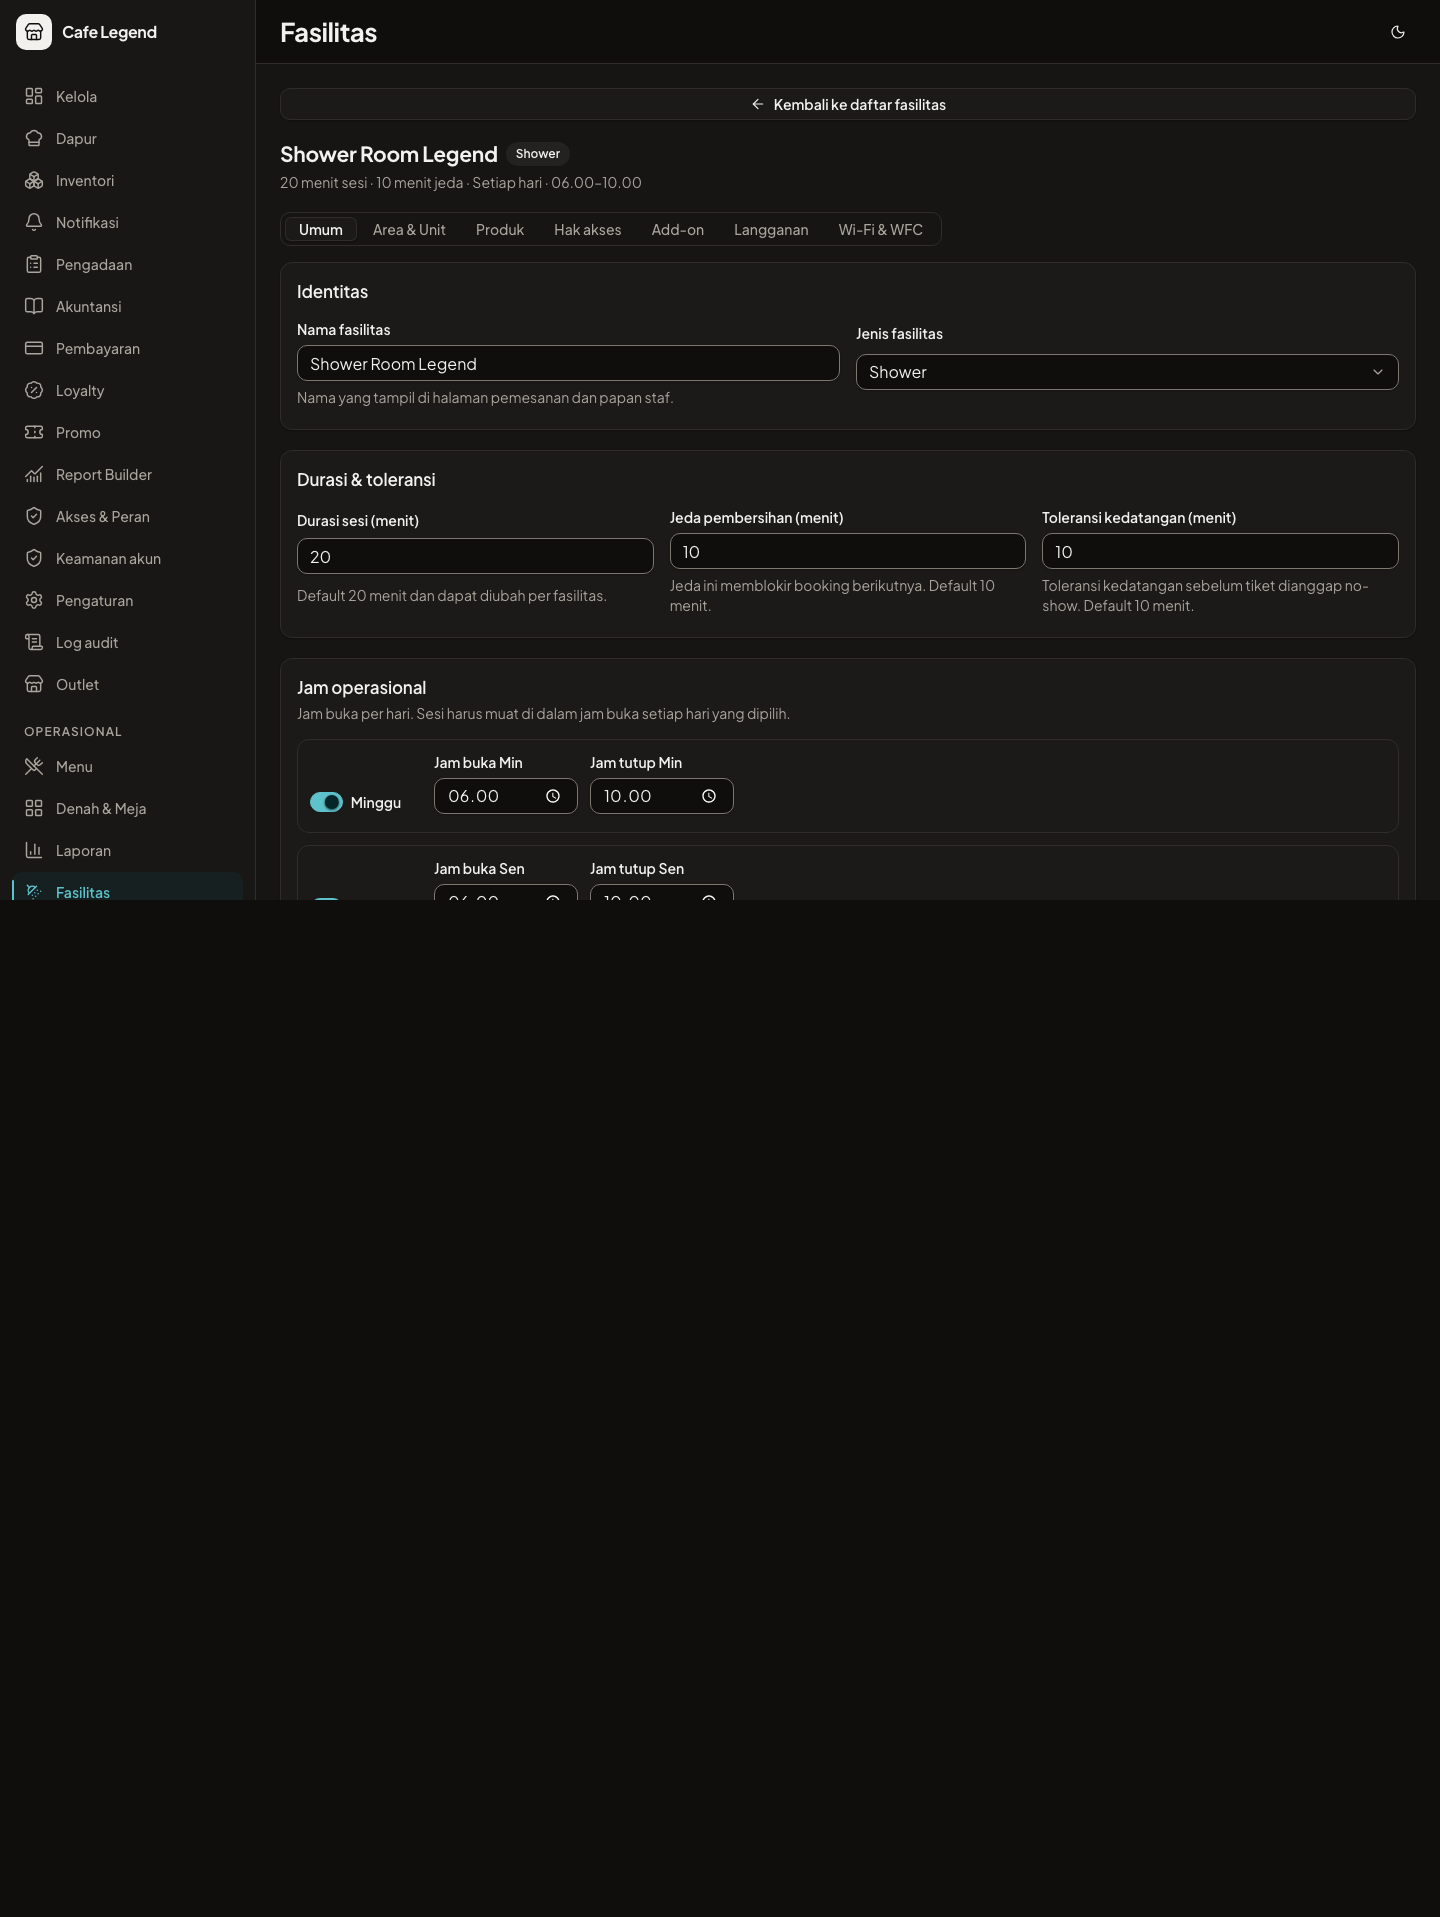 Cafe Legend
Kelola
Dapur
Inventori
Notifikasi
Pengadaan
Akuntansi
Pembayaran
Loyalty
Promo
Report Builder
Akses & Peran
Keamanan akun
Pengaturan
Log audit
Outlet
OPERASIONAL
Menu
Denah & Meja
Laporan
Fasilitas
Fasilitas
Kembali ke daftar fasilitas
Shower Room Legend Shower
20 menit sesi · 10 menit jeda · Setiap hari · 06.00–10.00
Umum Area & Unit Produk Hak akses Add-on Langganan Wi-Fi & WFC
Identitas
Nama fasilitas
Shower Room Legend
Nama yang tampil di halaman pemesanan dan papan staf.
Jenis fasilitas
Shower
Durasi & toleransi
Durasi sesi (menit)
20
Default 20 menit dan dapat diubah per fasilitas.
Jeda pembersihan (menit)
10
Jeda ini memblokir booking berikutnya. Default 10
menit.
Toleransi kedatangan (menit)
10
Toleransi kedatangan sebelum tiket dianggap no-
show. Default 10 menit.
Jam operasional
Jam buka per hari. Sesi harus muat di dalam jam buka setiap hari yang dipilih.
Minggu
Jam buka Min
06.00
Jam tutup Min
10.00
Jam buka Sen
06.00
Jam tutup Sen
10.00